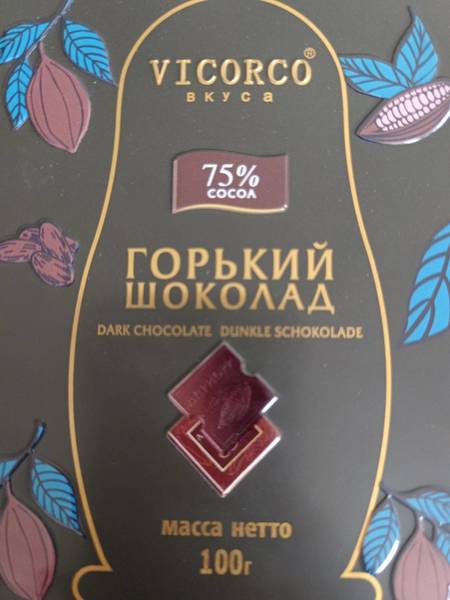 VICORCO®
вкуса
75%
COCOA
ГОРЬКИЙ
ШОКОЛАД
DARK CHOCOLATE DUNKLE SCHOKOLADE
масса нетто
100г